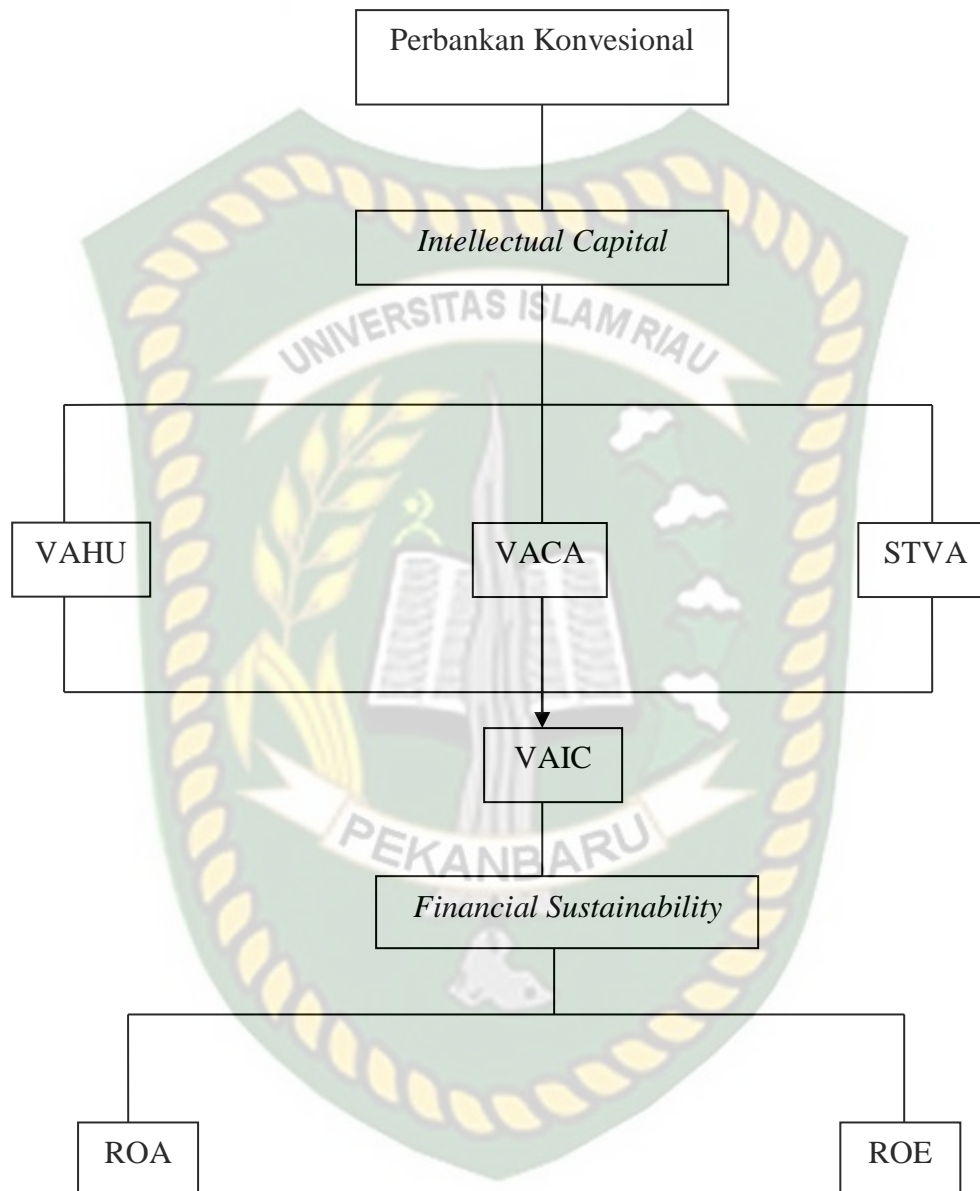 Perbankan Konvesional
Intellectual Capital
UNIVERSITAS ISLAM RIAU
VAHU
VACA
STVA
VAIC
PEKANBARU
Financial Sustainability
ROA
ROE